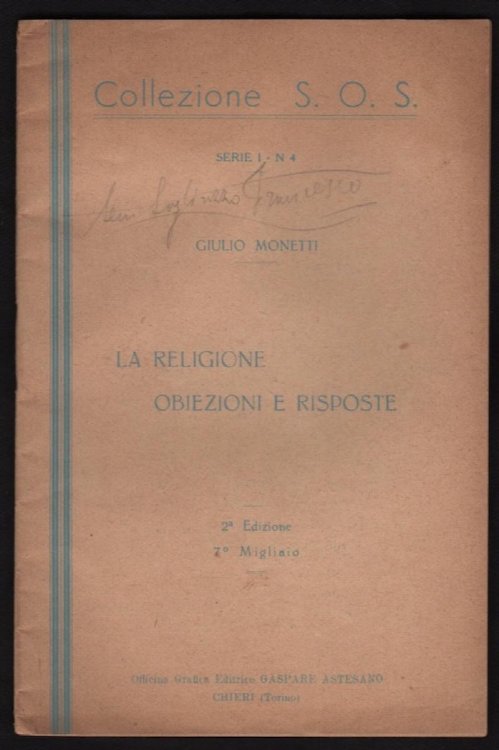 Collezione S. O. S.
SERIE I - N 4
Francesco
GIULIO MONETTI
LA RELIGIONE
OBIEZIONI E RISPOSTE
2ª Edizione
7º Migliaio
Officina Grafica Editrice GASPARE ASTESANO
CHIERI (Torino)